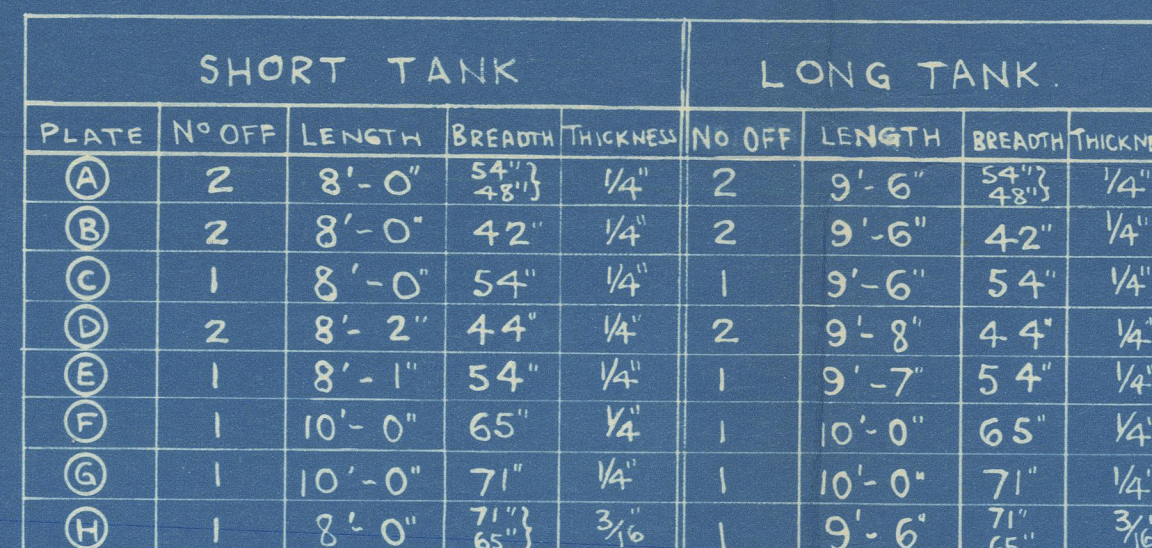 SHORT TANK LONG TANK.
PLATE No OFF LENGTH BREADTH THICKNESS No OFF LENGTH BREADTH
A 2 8'-0" 54" 48"} 1/4" 2 9'-6" 54" 48"} 1/4"
B 2 8'-0" 42" 1/4" 2 9'-6" 42" 1/4"
C 1 8'-0" 54" 1/4" 1 9'-6" 54" 1/4"
D 2 8'-2" 44" 1/4" 2 9'-8" 44" 1/4
E 1 8'-1" 54" 1/4" 1 9'-7" 54" 1/4"
F 1 10'-0" 65" 1/4" 1 10'-0" 65" 1/4"
G 1 10'-0" 71" 1/4" 1 10'-0" 71" 1/4"
H 1 8'-0" 71" 65"} 3/16" 1 9'-6" 71" 65" 3/16